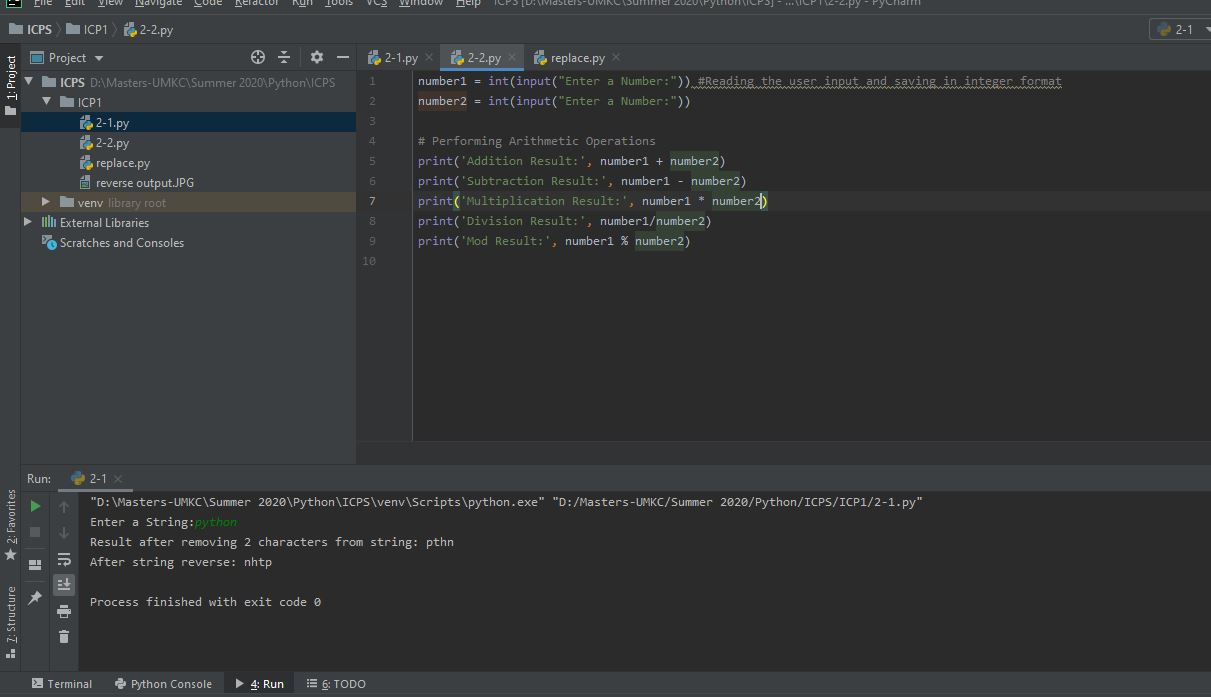 File Edit View Navigate Code Refactor Run Tools VCS Window Help ICPS [D:\Masters-UMKC\Summer 2020\Python\ICPS] - ...\ICP1\2-2.py - PyCharm
ICPS ICP1 2-2.py 2-1
1: Project
Project
ICPS D:\Masters-UMKC\Summer 2020\Python\ICPS
ICP1
2-1.py
2-2.py
replace.py
reverse output.JPG
venv library root
External Libraries
Scratches and Consoles
2-1.py 2-2.py replace.py
1 number1 = int(input("Enter a Number:")) #Reading the user input and saving in integer format
2 number2 = int(input("Enter a Number:"))
3
4 # Performing Arithmetic Operations
5 print('Addition Result:', number1 + number2)
6 print('Subtraction Result:', number1 - number2)
7 print('Multiplication Result:', number1 * number2)
8 print('Division Result:', number1/number2)
9 print('Mod Result:', number1 % number2)
10
Run: 2-1
"D:\Masters-UMKC\Summer 2020\Python\ICPS\venv\Scripts\python.exe" "D:/Masters-UMKC/Summer 2020/Python/ICPS/ICP1/2-1.py"
Enter a String:python
Result after removing 2 characters from string: pthn
After string reverse: nhtp
Process finished with exit code 0
2: Favorites
7: Structure
Terminal Python Console 4: Run 6: TODO